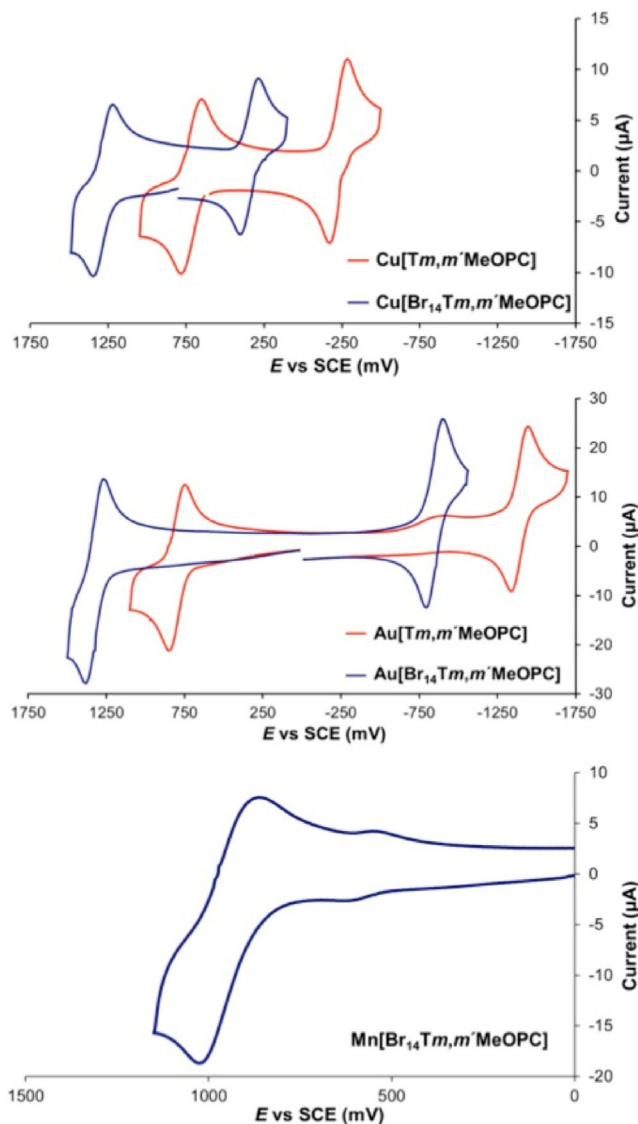 15
10
5
0
-5
-10
-15
Current (µA)
Cu[Tm,m´MeOPC]
Cu[Br₁₄Tm,m´MeOPC]
1750 1250 750 250 -250 -750 -1250 -1750
E vs SCE (mV)
30
20
10
0
-10
-20
-30
Current (µA)
Au[Tm,m´MeOPC]
Au[Br₁₄Tm,m´MeOPC]
1750 1250 750 250 -250 -750 -1250 -1750
E vs SCE (mV)
10
5
0
-5
-10
-15
-20
Current (µA)
Mn[Br₁₄Tm,m´MeOPC]
1500 1000 500 0
E vs SCE (mV)